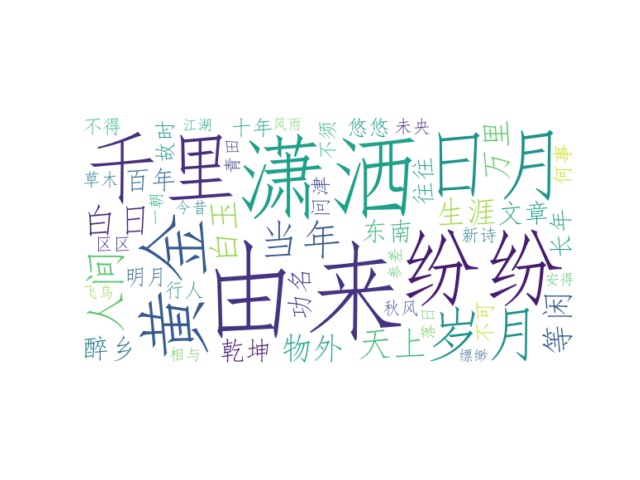 不得
故时
江湖
十年
风雨
不须
悠悠
未央
千里
潇洒
日月
万里
何事
青田
往往
草木
百年
一朝
今昔
白玉
问津
生涯
文章
长年
白日
区区
黄金
当年
东南
纷纷
新诗
人间
明月
参差
安得
飞鸟
行人
功名
由来
秋风
落日
不可
岁月
等闲
醉乡
相与
乾坤
物外
天上
缥缈